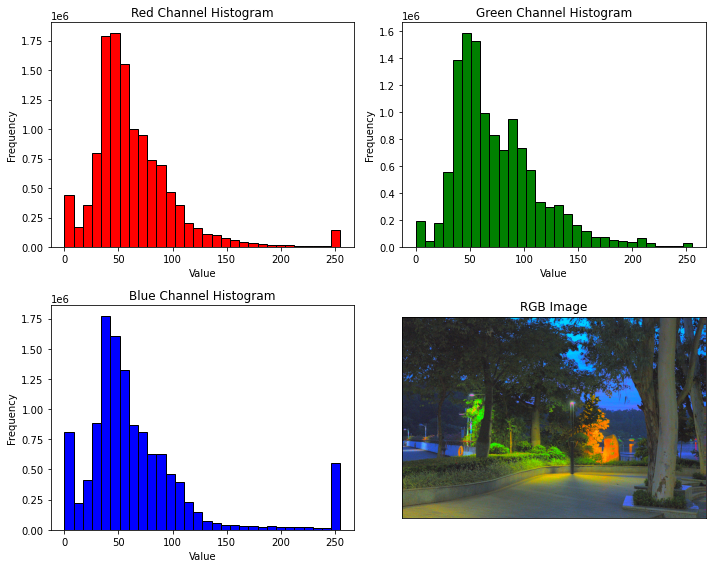 Red Channel Histogram
1e6
1.75
1.50
1.25
1.00
0.75
0.50
0.25
0.00
Frequency
0 50 100 150 200 250
Value
Green Channel Histogram
1e6
1.6
1.4
1.2
1.0
0.8
0.6
0.4
0.2
0.0
Frequency
0 50 100 150 200 250
Value
Blue Channel Histogram
1e6
1.75
1.50
1.25
1.00
0.75
0.50
0.25
0.00
Frequency
0 50 100 150 200 250
Value
RGB Image